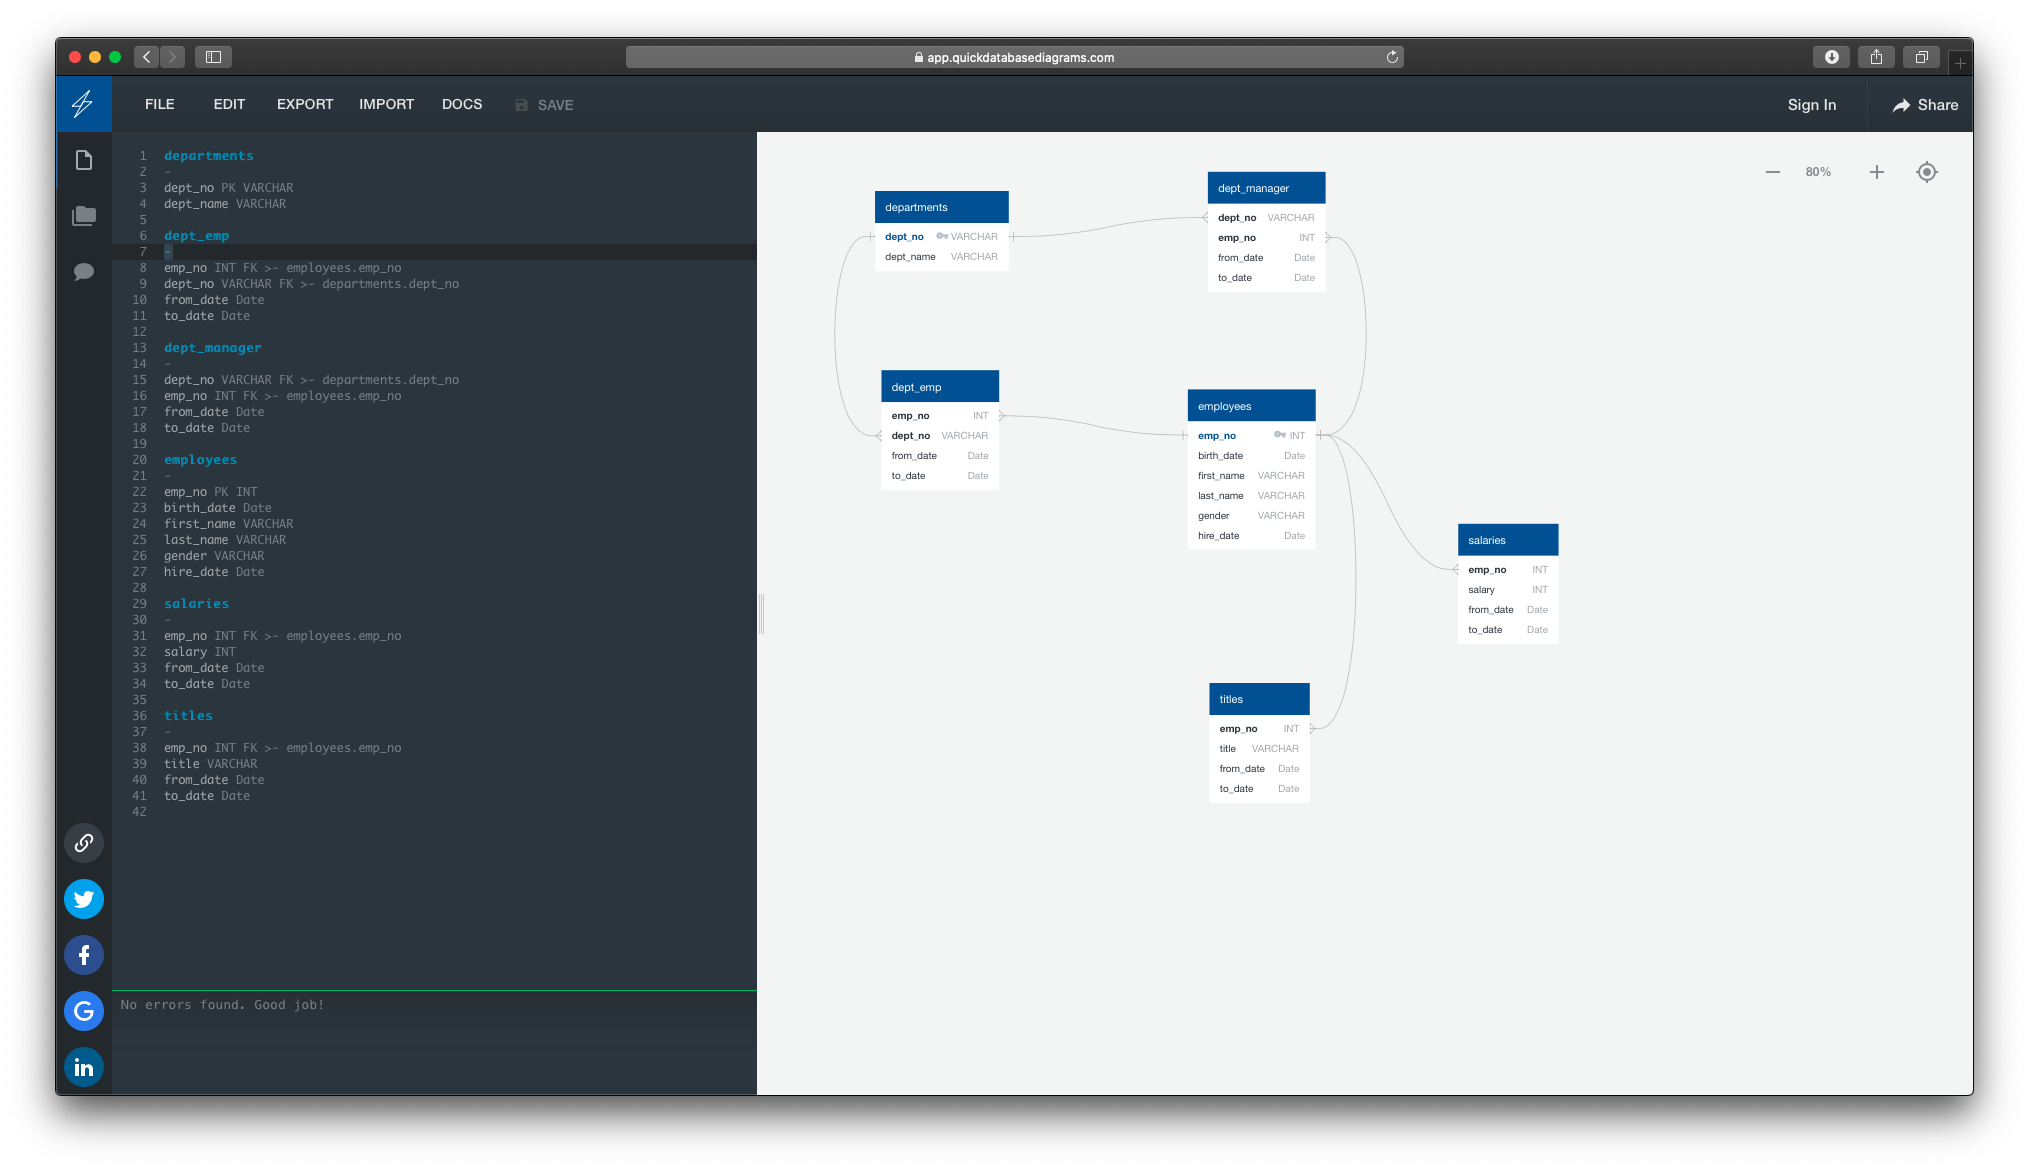 app.quickdatabasediagrams.com
FILE EDIT EXPORT IMPORT DOCS SAVE Sign In Share
1 departments
2 -
3 dept_no PK VARCHAR
4 dept_name VARCHAR
5
6 dept_emp
7 -
8 emp_no INT FK >- employees.emp_no
9 dept_no VARCHAR FK >- departments.dept_no
10 from_date Date
11 to_date Date
12
13 dept_manager
14 -
15 dept_no VARCHAR FK >- departments.dept_no
16 emp_no INT FK >- employees.emp_no
17 from_date Date
18 to_date Date
19
20 employees
21 -
22 emp_no PK INT
23 birth_date Date
24 first_name VARCHAR
25 last_name VARCHAR
26 gender VARCHAR
27 hire_date Date
28
29 salaries
30 -
31 emp_no INT FK >- employees.emp_no
32 salary INT
33 from_date Date
34 to_date Date
35
36 titles
37 -
38 emp_no INT FK >- employees.emp_no
39 title VARCHAR
40 from_date Date
41 to_date Date
42
No errors found. Good job!
80%
departments
dept_no VARCHAR
dept_name VARCHAR
dept_manager
dept_no VARCHAR
emp_no INT
from_date Date
to_date Date
dept_emp
emp_no INT
dept_no VARCHAR
from_date Date
to_date Date
employees
emp_no INT
birth_date Date
first_name VARCHAR
last_name VARCHAR
gender VARCHAR
hire_date Date
salaries
emp_no INT
salary INT
from_date Date
to_date Date
titles
emp_no INT
title VARCHAR
from_date Date
to_date Date
f
G
in